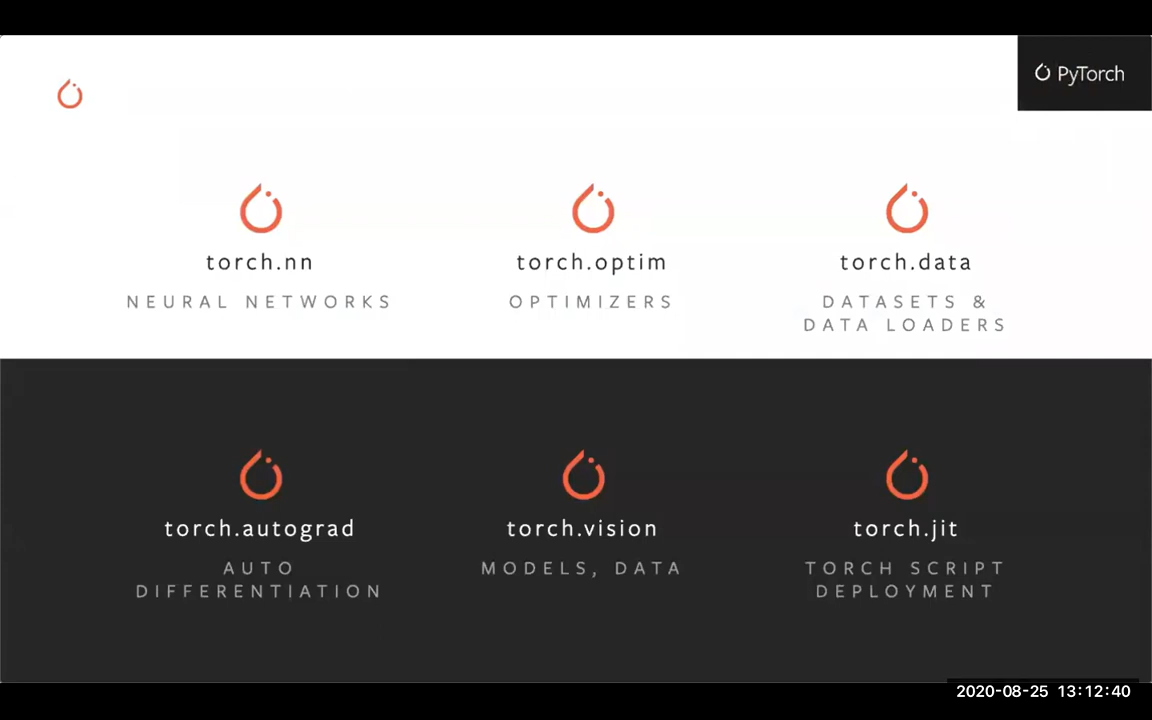 PyTorch
torch.nn
NEURAL NETWORKS
torch.optim
OPTIMIZERS
torch.data
DATASETS &
DATA LOADERS
torch.autograd
AUTO
DIFFERENTIATION
torch.vision
MODELS, DATA
torch.jit
TORCH SCRIPT
DEPLOYMENT
2020-08-25 13:12:40